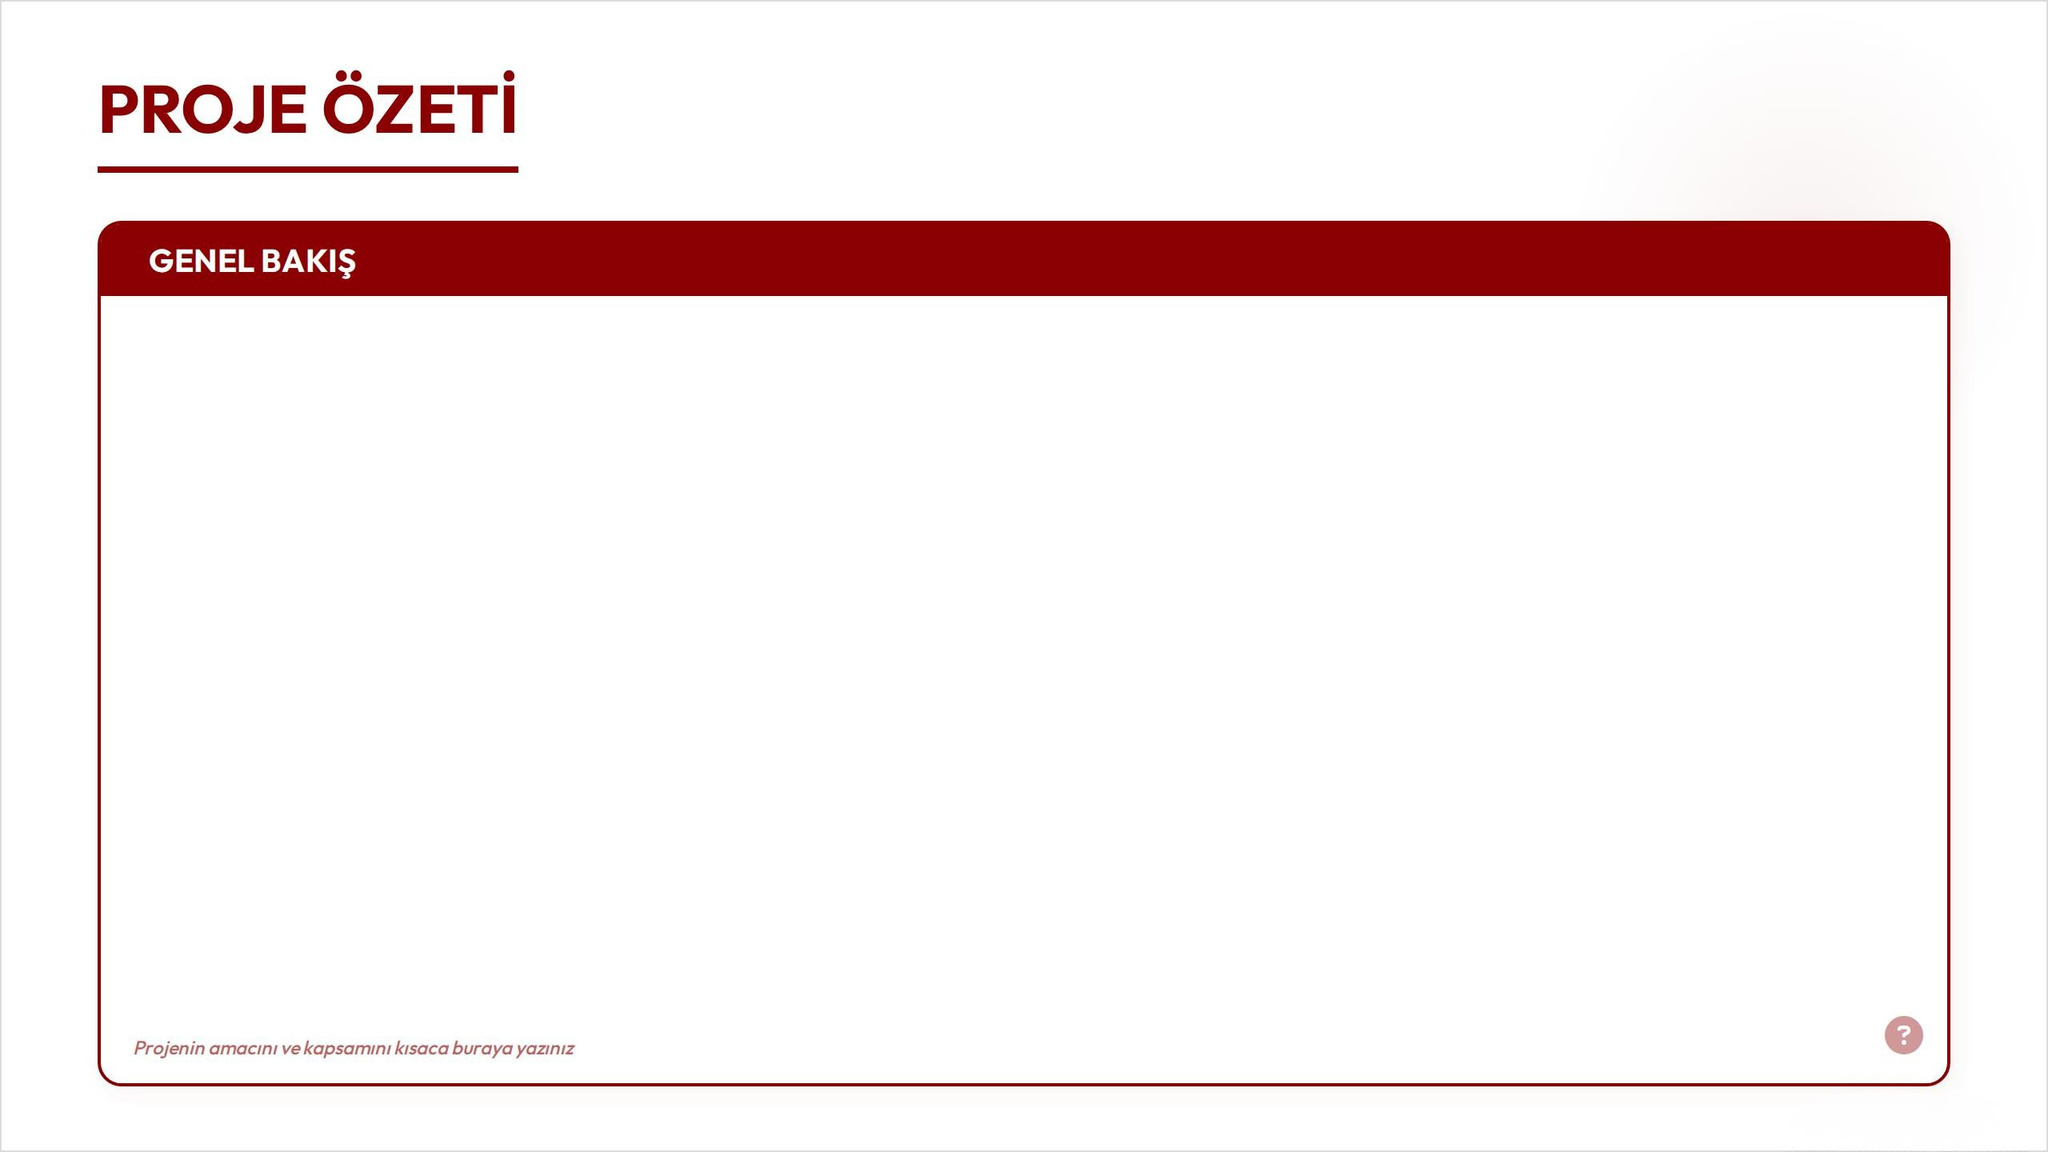 PROJE ÖZETİ
GENEL BAKIŞ
Projenin amacını ve kapsamını kısaca buraya yazınız
?